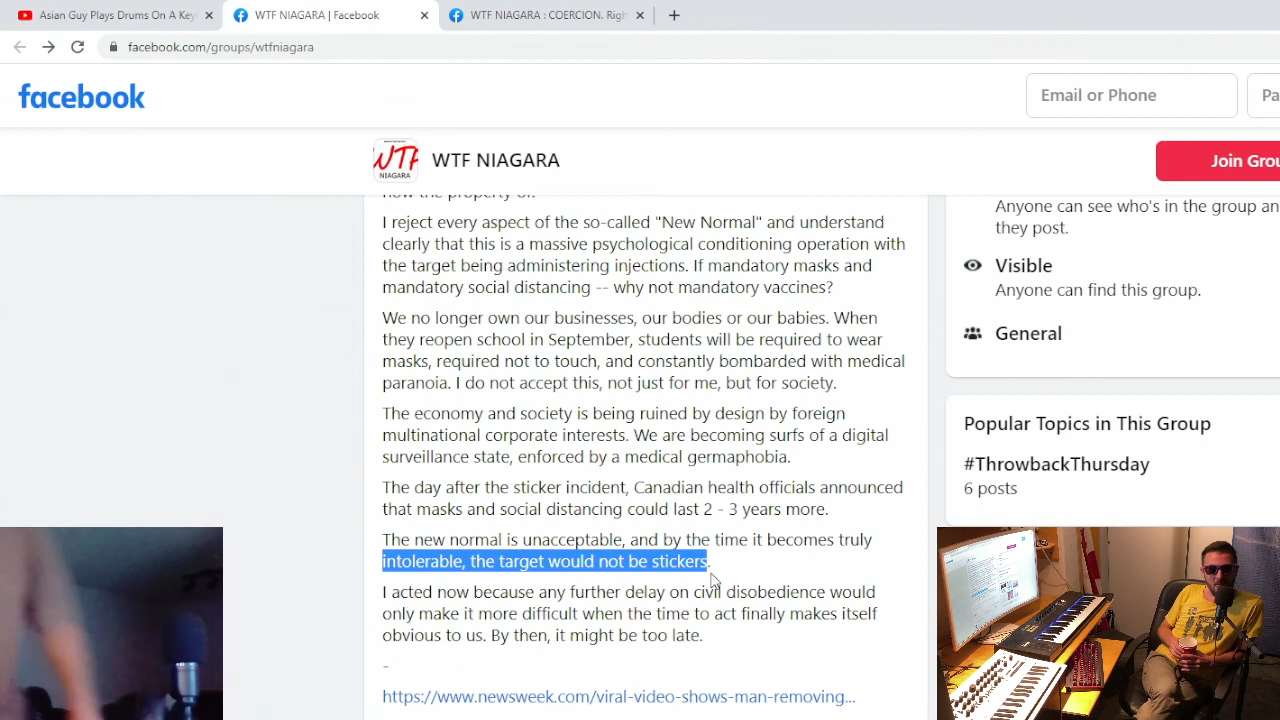 Asian Guy Plays Drums On A Key
WTF NIAGARA | Facebook
WTF NIAGARA : COERCION. Righ
facebook.com/groups/wtfniagara
facebook
Email or Phone
Pa
WTF NIAGARA
WTF NIAGARA
Join Grou
now the property of.
I reject every aspect of the so-called "New Normal" and understand
clearly that this is a massive psychological conditioning operation with
the target being administering injections. If mandatory masks and
mandatory social distancing -- why not mandatory vaccines?
We no longer own our businesses, our bodies or our babies. When
they reopen school in September, students will be required to wear
masks, required not to touch, and constantly bombarded with medical
paranoia. I do not accept this, not just for me, but for society.
The economy and society is being ruined by design by foreign
multinational corporate interests. We are becoming surfs of a digital
surveillance state, enforced by a medical germaphobia.
The day after the sticker incident, Canadian health officials announced
that masks and social distancing could last 2 - 3 years more.
The new normal is unacceptable, and by the time it becomes truly
intolerable, the target would not be stickers.
I acted now because any further delay on civil disobedience would
only make it more difficult when the time to act finally makes itself
obvious to us. By then, it might be too late.
-
https://www.newsweek.com/viral-video-shows-man-removing...
Anyone can see who's in the group an
they post.
Visible
Anyone can find this group.
General
Popular Topics in This Group
#ThrowbackThursday
6 posts